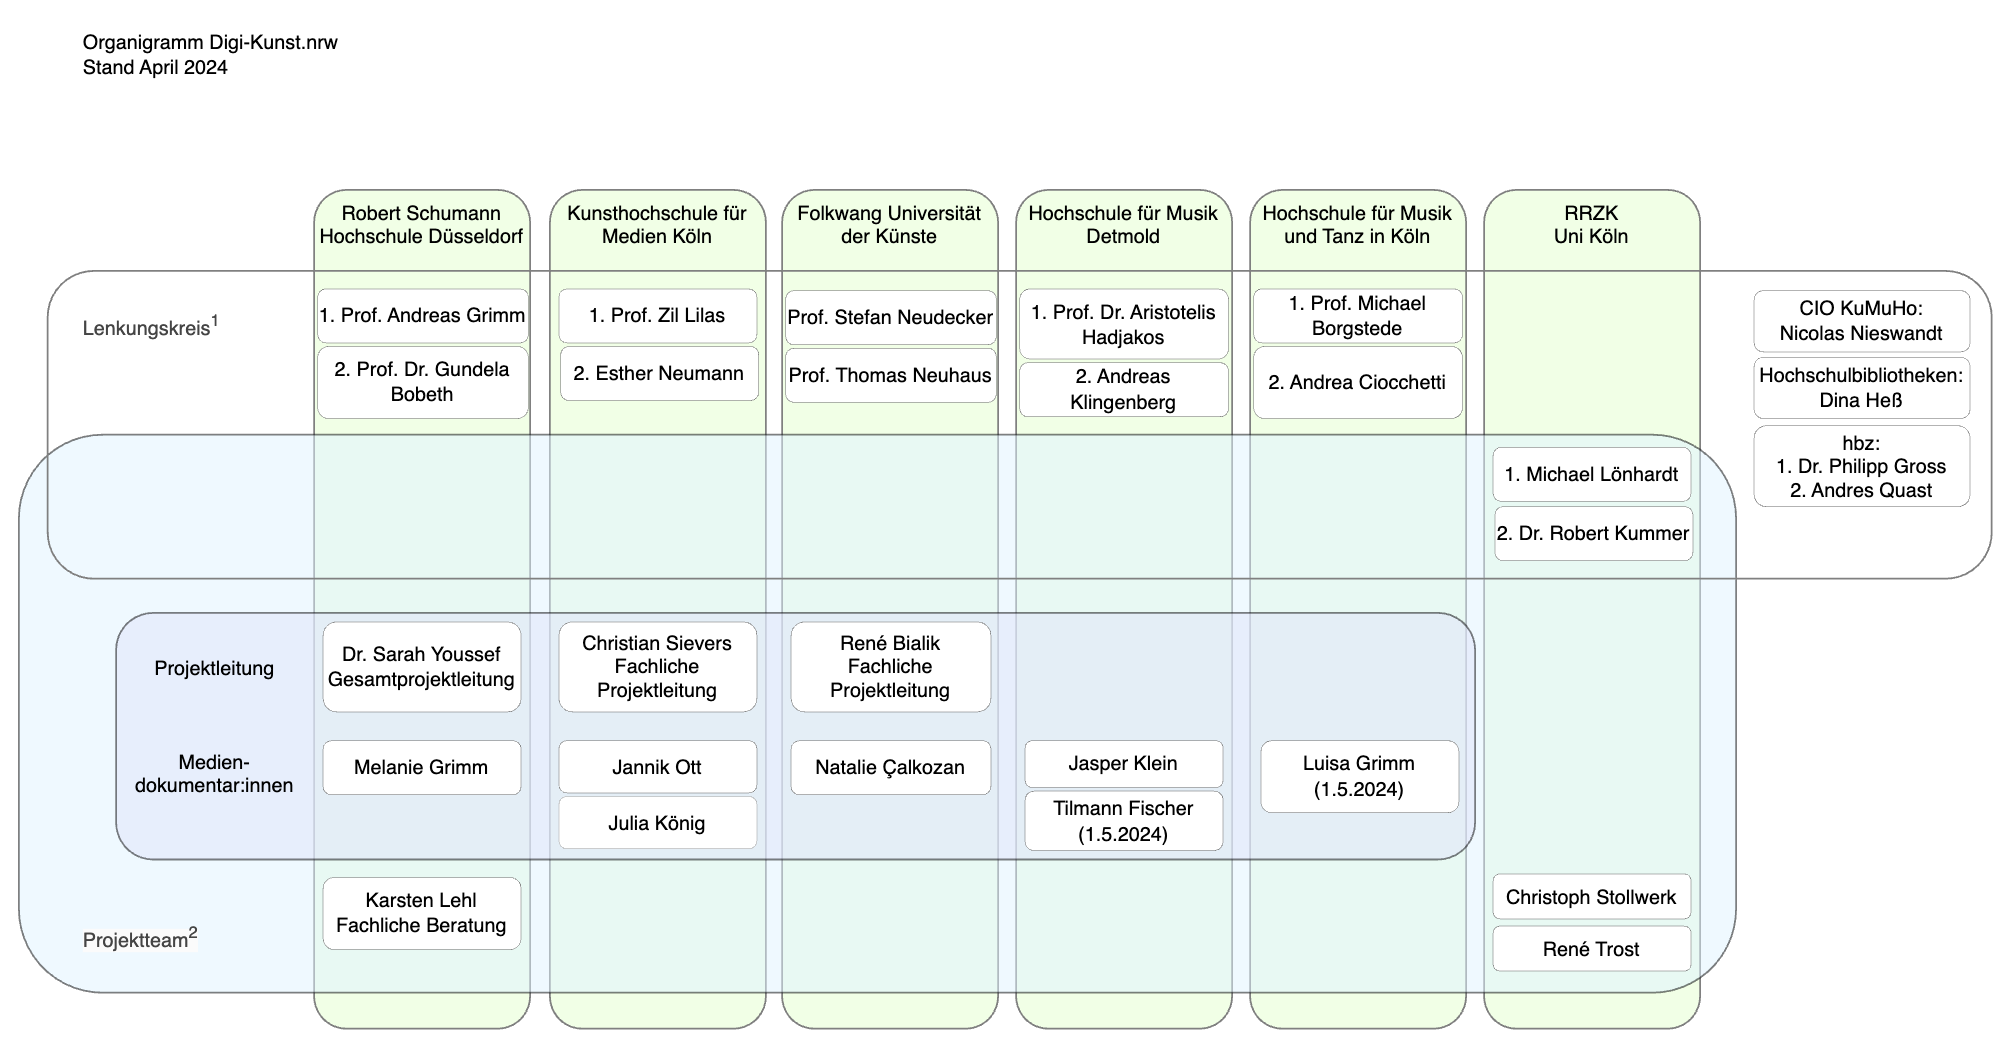 Organigramm Digi-Kunst.nrw
Stand April 2024
Robert Schumann
Hochschule Düsseldorf
Kunsthochschule für
Medien Köln
Folkwang Universität
der Künste
Hochschule für Musik
Detmold
Hochschule für Musik
und Tanz in Köln
RRZK
Uni Köln
Lenkungskreis1
1. Prof. Andreas Grimm
2. Prof. Dr. Gundela
Bobeth
1. Prof. Zil Lilas
2. Esther Neumann
Prof. Stefan Neudecker
Prof. Thomas Neuhaus
1. Prof. Dr. Aristotelis
Hadjakos
2. Andreas
Klingenberg
1. Prof. Michael
Borgstede
2. Andrea Ciocchetti
1. Michael Lönhardt
2. Dr. Robert Kummer
CIO KuMuHo:
Nicolas Nieswandt
Hochschulbibliotheken:
Dina Heß
hbz:
1. Dr. Philipp Gross
2. Andres Quast
Projektleitung
Dr. Sarah Youssef
Gesamtprojektleitung
Christian Sievers
Fachliche
Projektleitung
René Bialik
Fachliche
Projektleitung
Medien-
dokumentar:innen
Melanie Grimm
Jannik Ott
Julia König
Natalie Çalkozan
Jasper Klein
Tilmann Fischer
(1.5.2024)
Luisa Grimm
(1.5.2024)
Projektteam2
Karsten Lehl
Fachliche Beratung
Christoph Stollwerk
René Trost